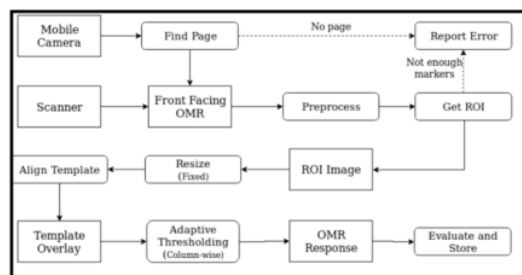 Mobile
Camera
Find Page
No page
Report Error
Not enough
markers
Scanner
Front Facing
OMR
Preprocess
Get ROI
Align Template
Resize
(Fixed)
ROI Image
Template
Overlay
Adaptive
Thresholding
(Column-wise)
OMR
Response
Evaluate and
Store